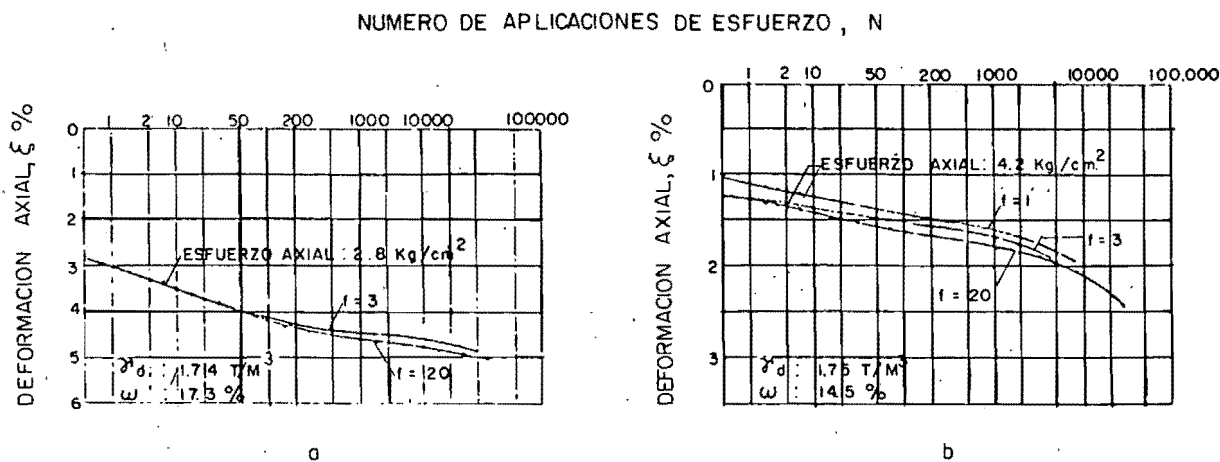 NUMERO DE APLICACIONES DE ESFUERZO, N
1 2 10 50 200 1000 10000 100000
DEFORMACION AXIAL, ξ %
0
1
2
3
4
5
6
ESFUERZO AXIAL: 2.8 Kg/cm²
f = 3
f = 20
γd : 1.714 T/M³
ω : 17.3 %
a
1 2 10 50 200 1000 10000 100.000
DEFORMACION AXIAL, ξ %
0
1
2
3
ESFUERZO AXIAL: 4.2 Kg/cm²
f = 1
f = 3
f = 20
γd : 1.75 T/M³
ω : 14.5 %
b